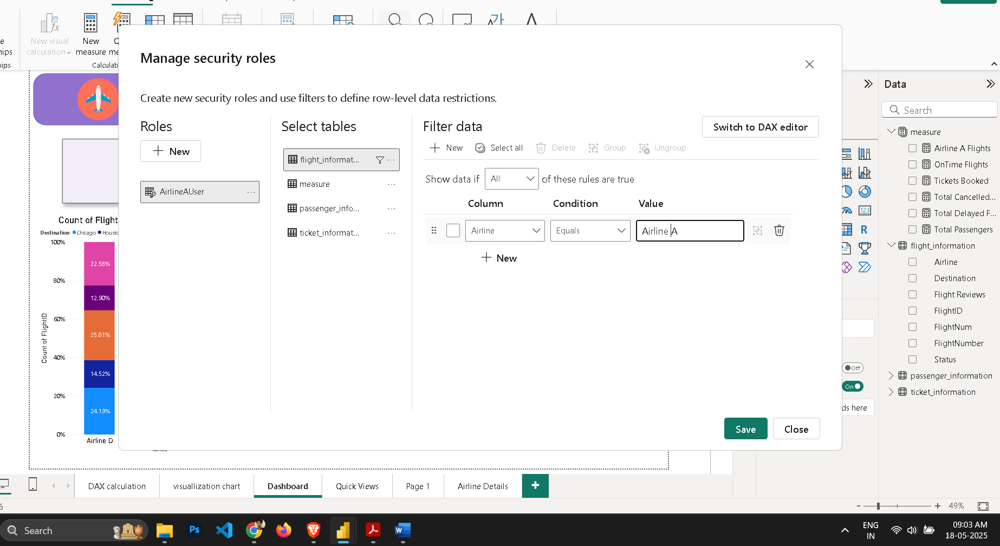 New visual
calculation
New
measure
Calculati
Manage security roles
Create new security roles and use filters to define row-level data restrictions.
Roles
New
AirlineAUser
...
Select tables
flight_informat...
...
measure
...
passenger_info...
...
ticket_informat...
...
Filter data
Switch to DAX editor
New
Select all
Delete
Group
Ungroup
Show data if
All
of these rules are true
Column
Condition
Value
Airline
Equals
Airline A
New
Save
Close
Count of Flight
Destination
Chicago
100%
80%
60%
40%
20%
0%
22.58%
12.90%
25.81%
14.52%
24.19%
Count of FlightID
Airline D
123
R
Off
On
ds here
Data
Search
measure
Airline A Flights
OnTime Flights
Tickets Booked
Total Cancelled...
Total Delayed F...
Total Passengers
flight_information
Airline
Destination
Flight Reviews
FlightID
FlightNum
FlightNumber
Status
passenger_information
ticket_information
DAX calculation
visuallization chart
Dashboard
Quick Views
Page 1
Airline Details
+
- + 49%
Search
Ps
W
ENG
IN
09:03 AM
18-05-2025